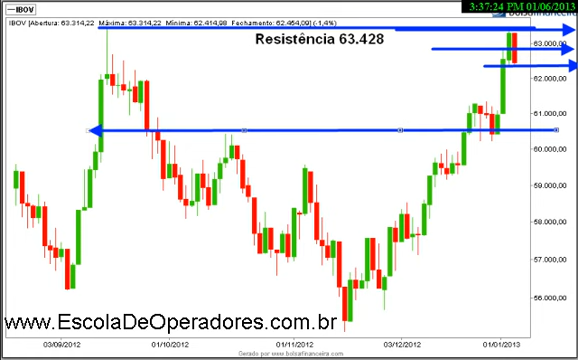 3:37:24 PM 01/06/2013
IBOV [Abertura: 63.314,22 Máxima: 63.314,22 Mínima: 62.414,98 Fechamento: 62.464,09] (-1,4%)
Resistência 63.428
63.000,00
62.000,00
61.000,00
60.000,00
59.000,00
58.000,00
57.000,00
56.000,00
www.EscolaDeOperadores.com.br
03/09/2012 01/10/2012 01/11/2012 03/12/2012 01/01/2013
Gerado por www.bolsafinanceira.com